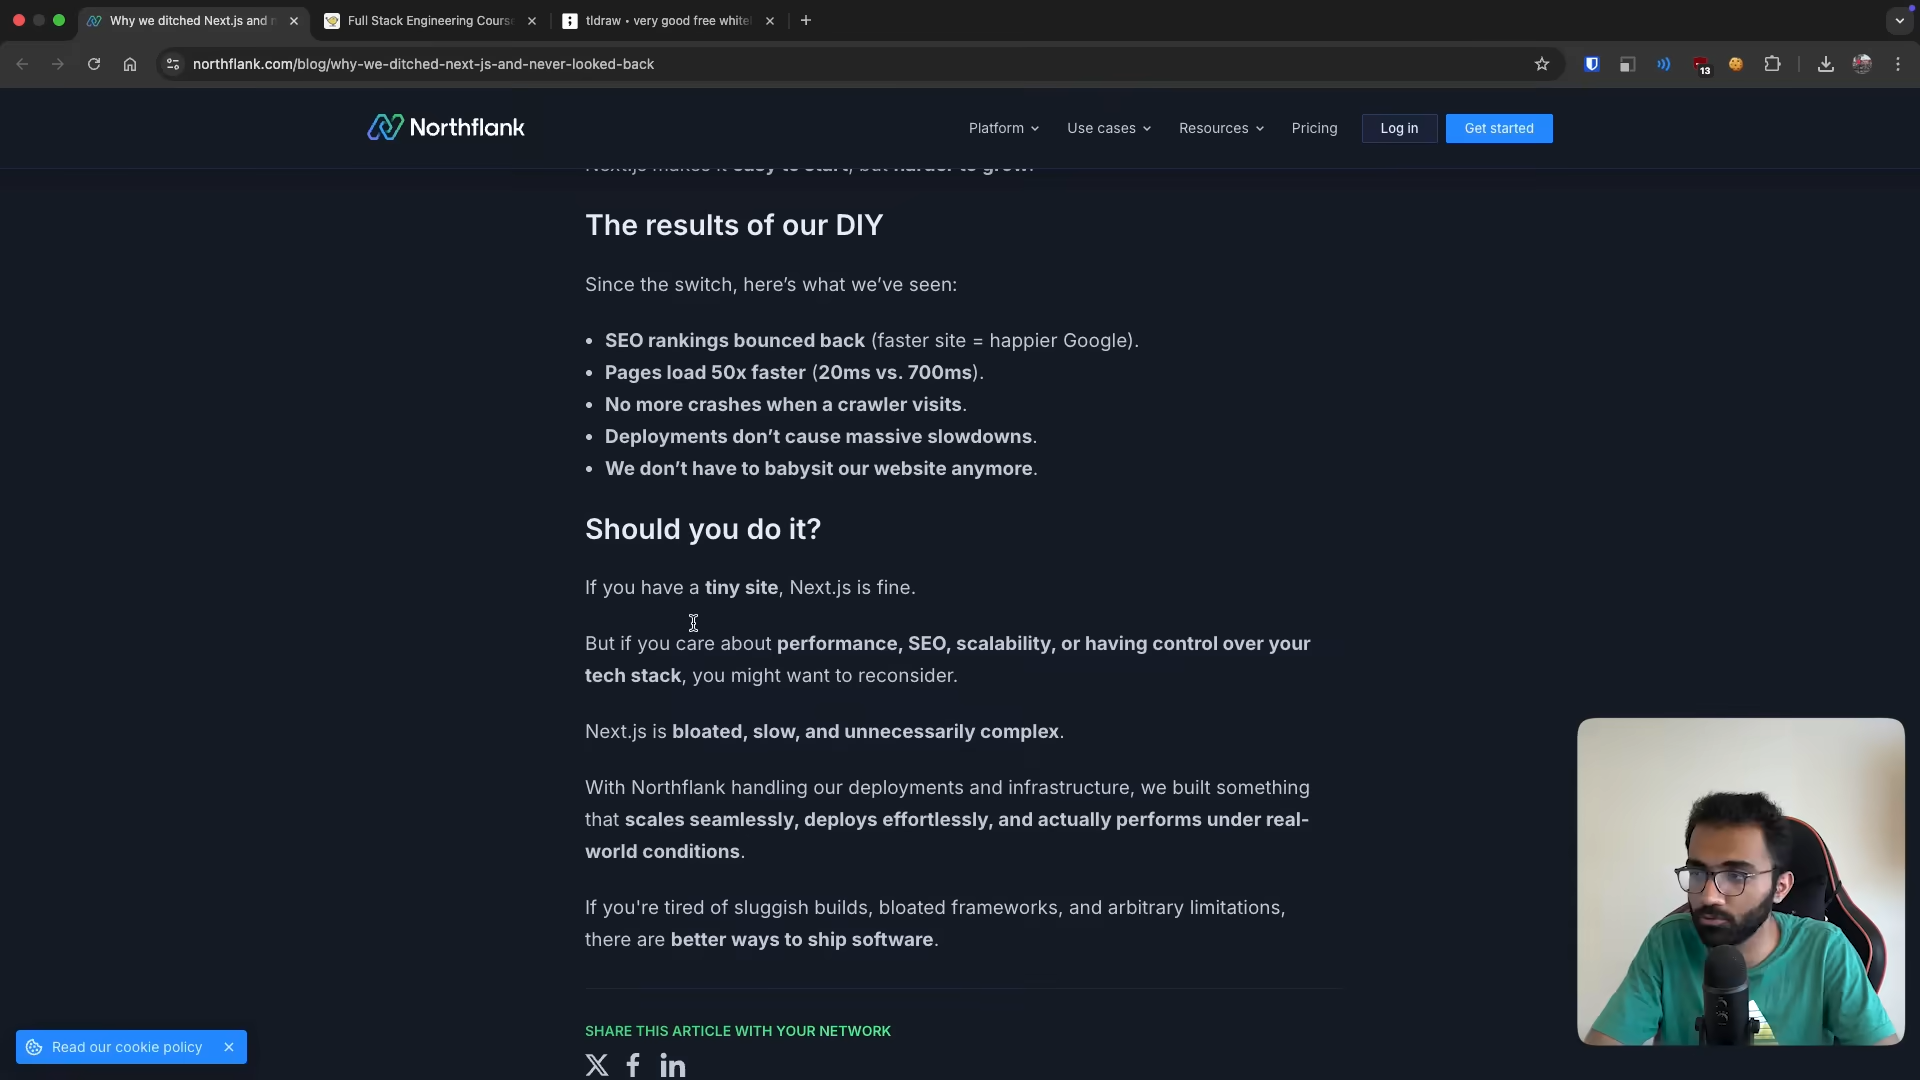 Why we ditched Next.js and n
Full Stack Engineering Cours
tldraw • very good free white
northflank.com/blog/why-we-ditched-next-js-and-never-looked-back
13
Northflank
Platform
Use cases
Resources
Pricing
Log in
Get started
Next.js makes it easy to start, but harder to grow.
The results of our DIY
Since the switch, here’s what we’ve seen:
• SEO rankings bounced back (faster site = happier Google).
• Pages load 50x faster (20ms vs. 700ms).
• No more crashes when a crawler visits.
• Deployments don’t cause massive slowdowns.
• We don’t have to babysit our website anymore.
Should you do it?
If you have a tiny site, Next.js is fine.
But if you care about performance, SEO, scalability, or having control over your
tech stack, you might want to reconsider.
Next.js is bloated, slow, and unnecessarily complex.
With Northflank handling our deployments and infrastructure, we built something
that scales seamlessly, deploys effortlessly, and actually performs under real-
world conditions.
If you're tired of sluggish builds, bloated frameworks, and arbitrary limitations,
there are better ways to ship software.
SHARE THIS ARTICLE WITH YOUR NETWORK
Read our cookie policy